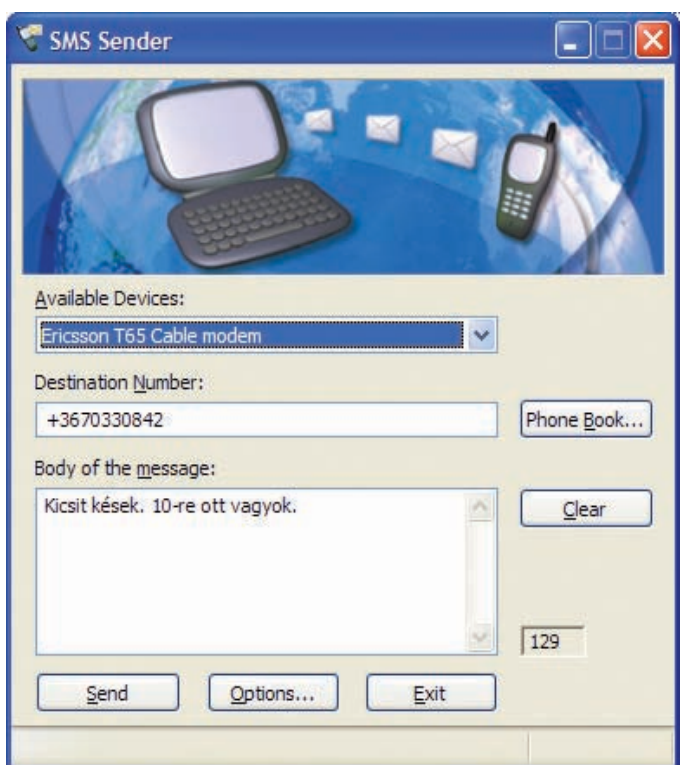 SMS Sender
Available Devices:
Ericsson T65 Cable modem
Destination Number:
+3670330842
Phone Book...
Body of the message:
Kicsit kések. 10-re ott vagyok.
Clear
129
Send
Options...
Exit